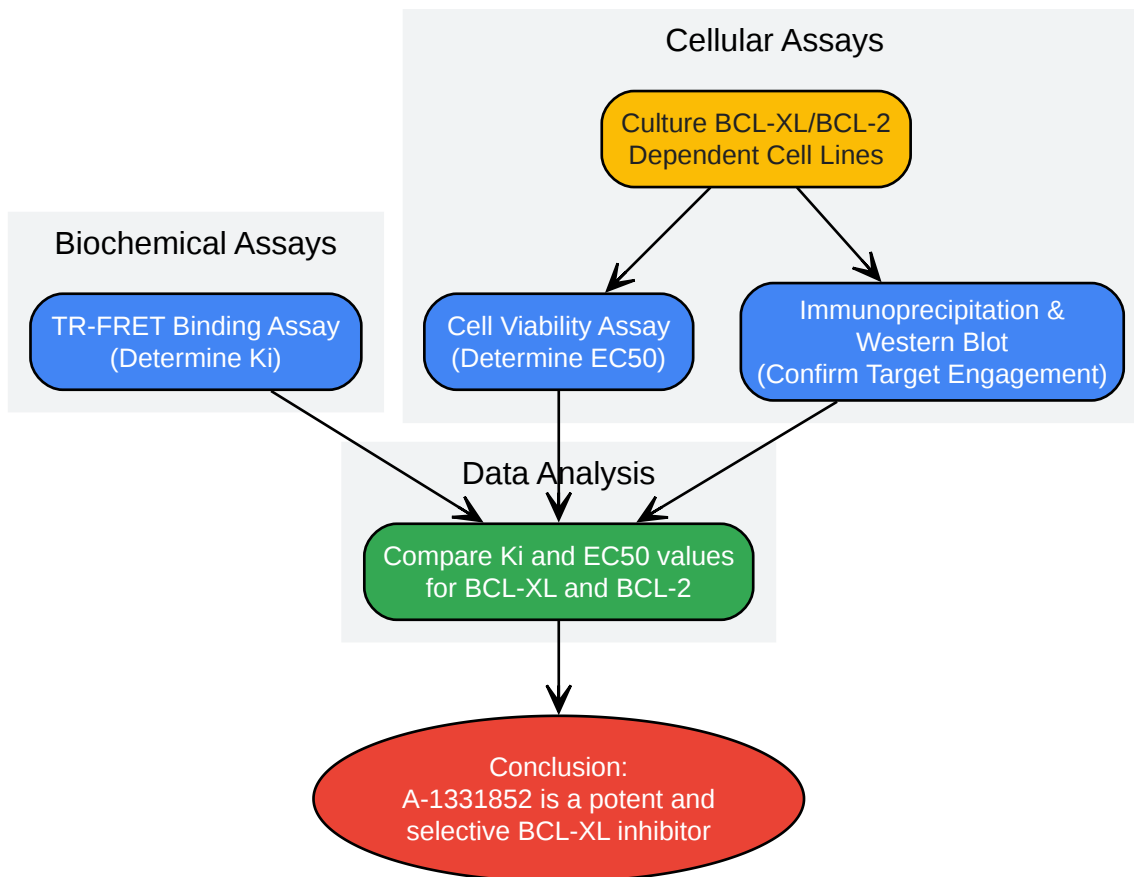 Cellular Assays
Culture BCL-XL/BCL-2
Dependent Cell Lines
Biochemical Assays
TR-FRET Binding Assay
(Determine Ki)
Cell Viability Assay
(Determine EC50)
Immunoprecipitation &
Western Blot
(Confirm Target Engagement)
Data Analysis
Compare Ki and EC50 values
for BCL-XL and BCL-2
Conclusion:
A-1331852 is a potent and
selective BCL-XL inhibitor